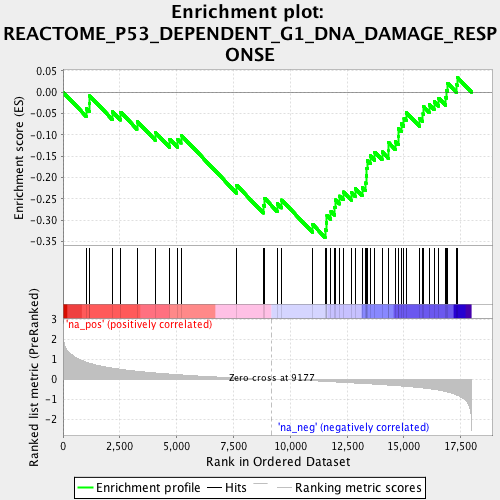 Enrichment plot:
REACTOME_P53_DEPENDENT_G1_DNA_DAMAGE_RESP
ONSE
Enrichment score (ES)
0.05
0.00
-0.05
-0.10
-0.15
-0.20
-0.25
-0.30
-0.35
Ranked list metric (PreRanked)
'na_pos' (positively correlated)
3
2
1
0
-1
-2
Zero cross at 9177
'na_neg' (negatively correlated)
0
2,500
5,000
7,500
10,000
12,500
15,000
17,500
Rank in Ordered Dataset
Enrichment profile
Hits
Ranking metric scores